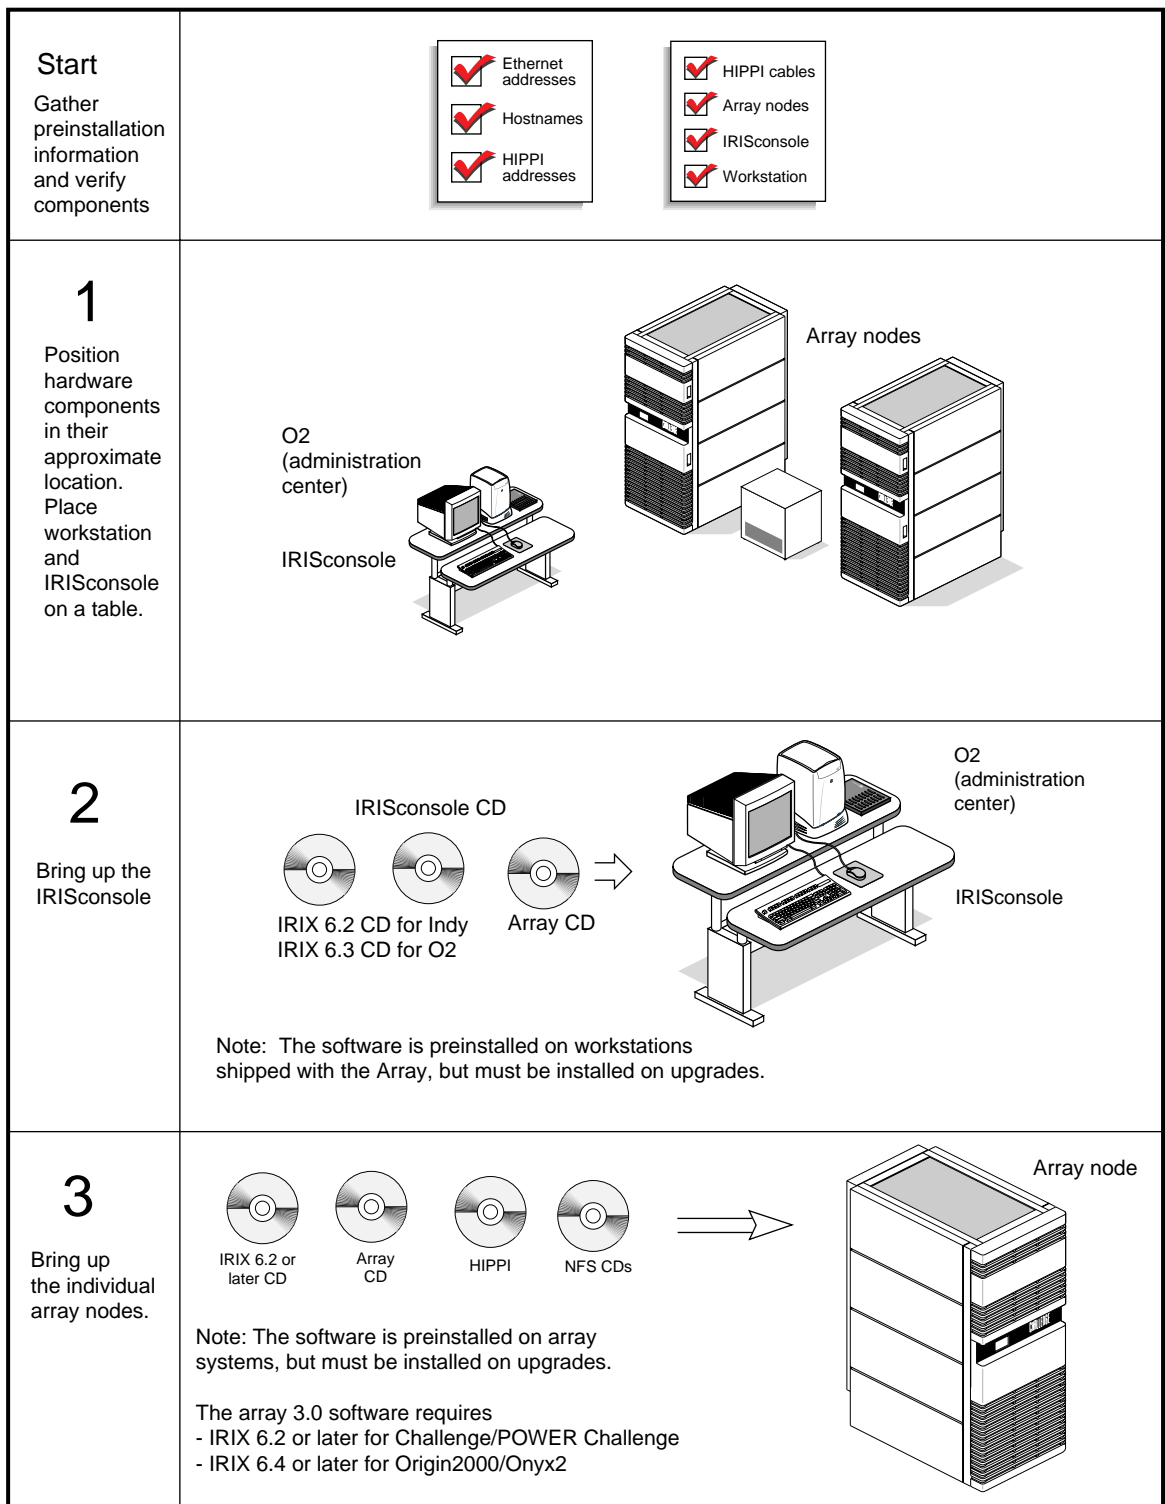 Start
Gather
preinstallation
information
and verify
components
Ethernet
addresses
Hostnames
HIPPI
addresses
HIPPI cables
Array nodes
IRISconsole
Workstation
1
Position
hardware
components
in their
approximate
location.
Place
workstation
and
IRISconsole
on a table.
O2
(administration
center)
IRISconsole
Array nodes
2
Bring up the
IRISconsole
IRISconsole CD
IRIX 6.2 CD for Indy
IRIX 6.3 CD for O2
Array CD
O2
(administration
center)
IRISconsole
Note: The software is preinstalled on workstations
shipped with the Array, but must be installed on upgrades.
3
Bring up
the individual
array nodes.
IRIX 6.2 or
later CD
Array
CD
HIPPI
NFS CDs
Array node
CHALLENGE
Note: The software is preinstalled on array
systems, but must be installed on upgrades.
The array 3.0 software requires
- IRIX 6.2 or later for Challenge/POWER Challenge
- IRIX 6.4 or later for Origin2000/Onyx2